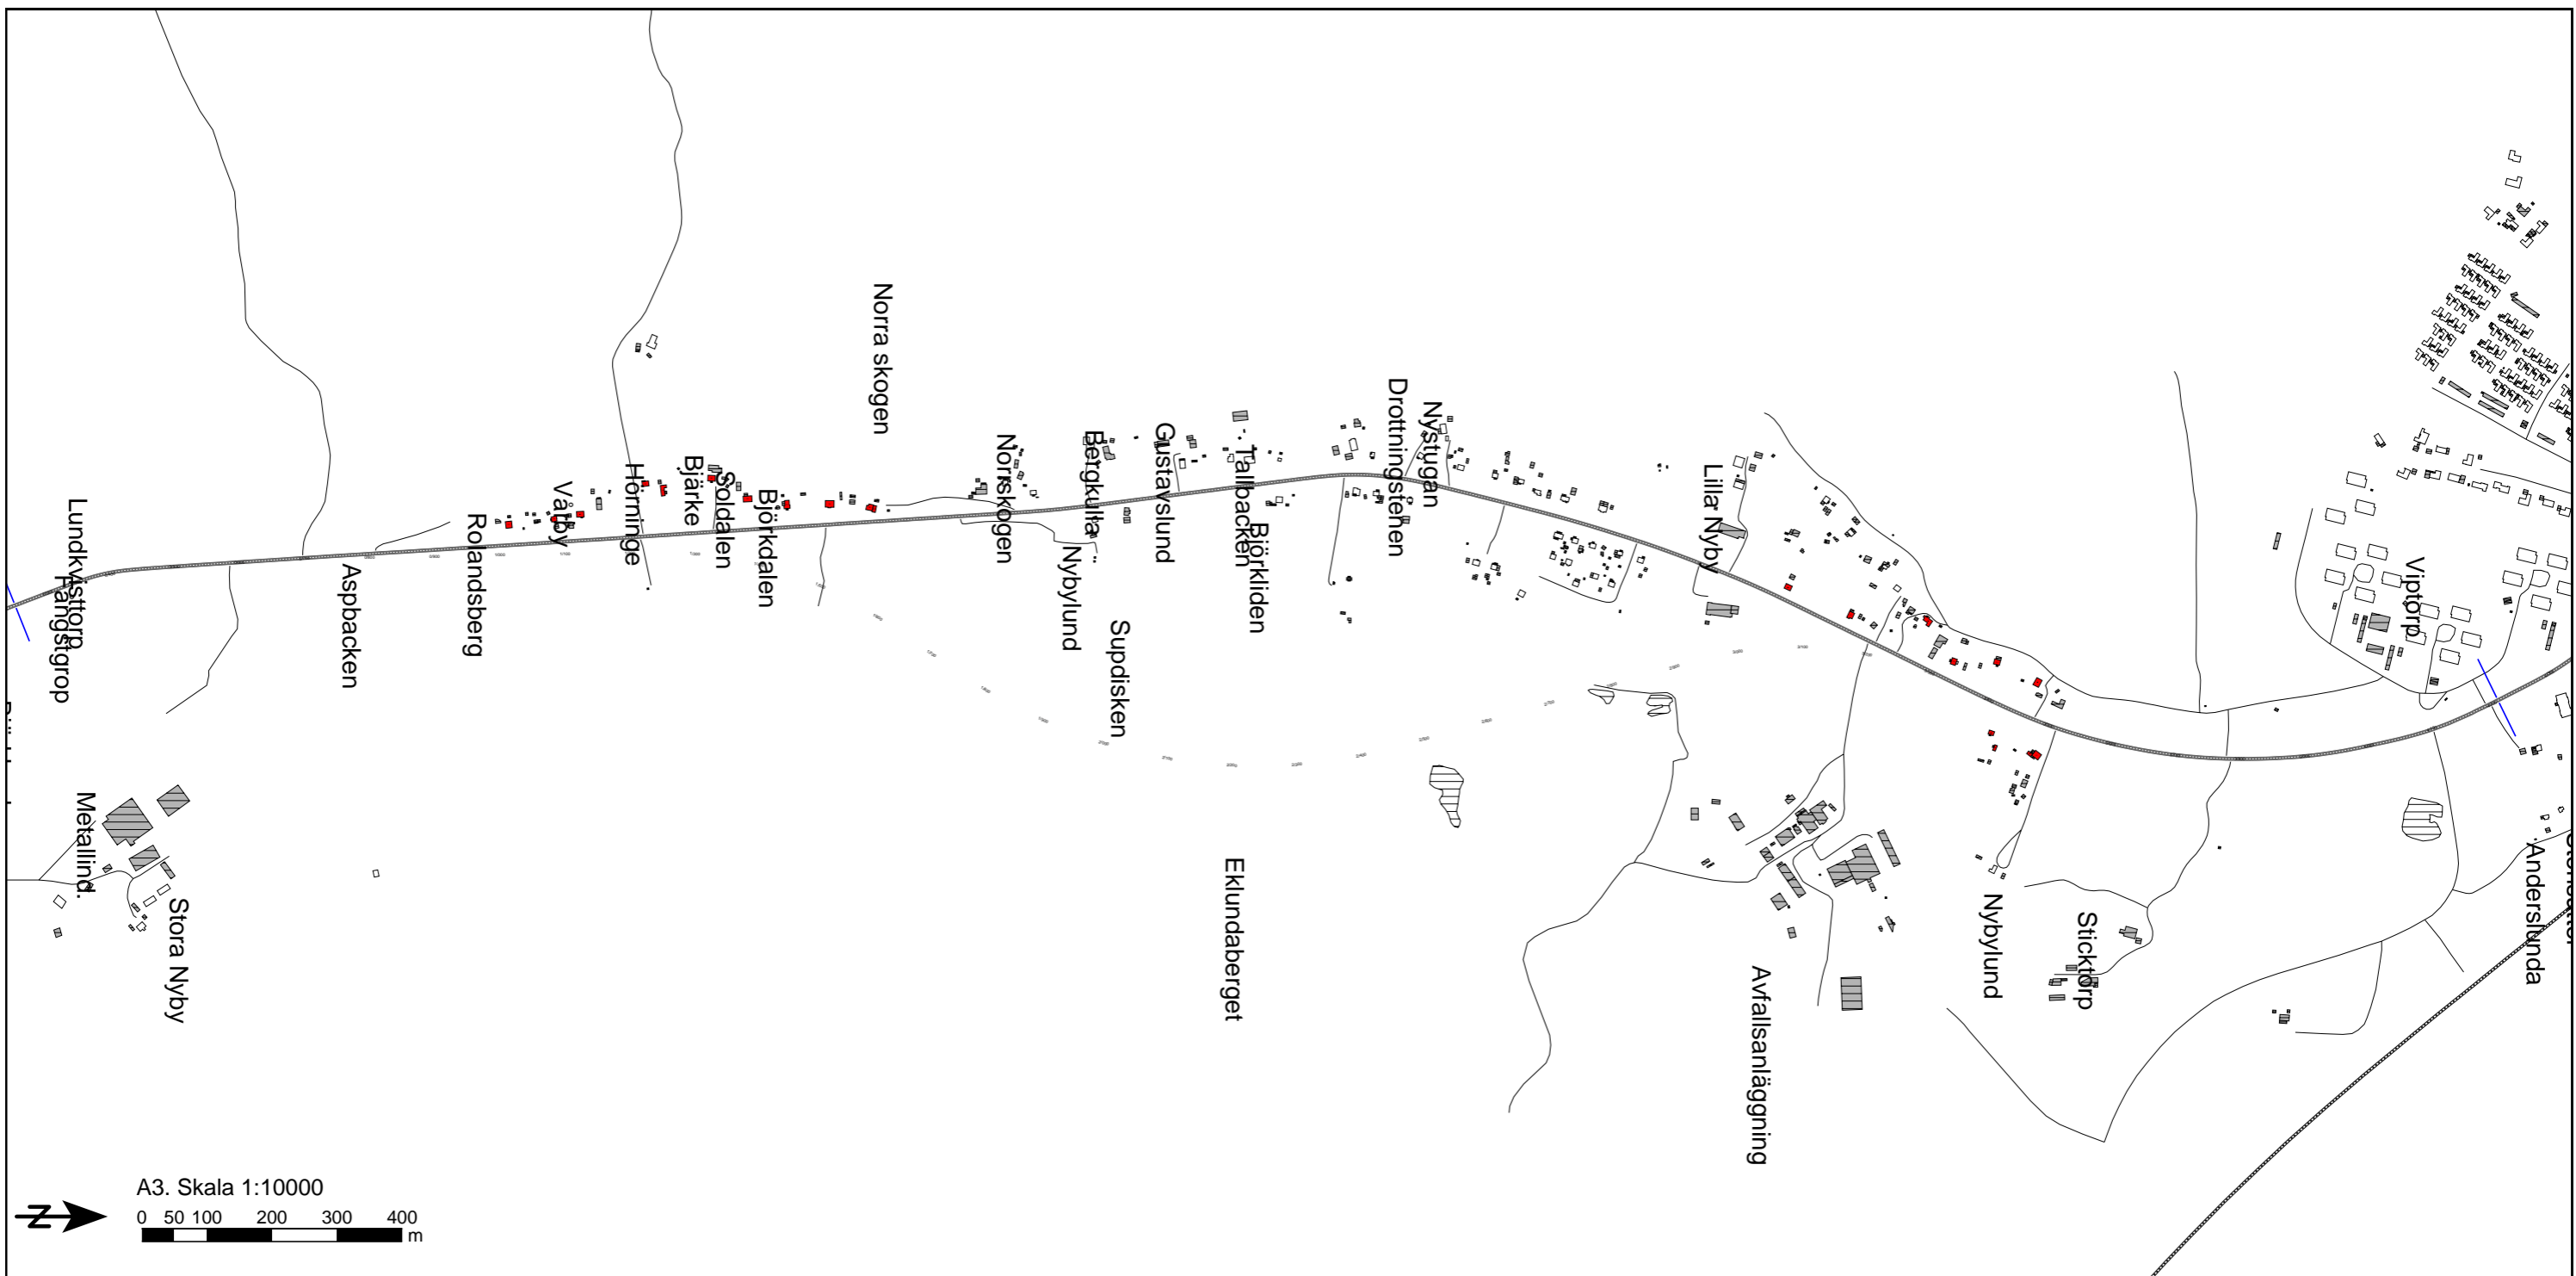 Norra skogen
Drottningstenen
Nystugan
Gustavslund
Bergkulla
Norrskogen
Tallbacken
Björkliden
Bjärke
Hörninge
Soldalen
Björkdalen
Lilla Nyby
Lundkvisttorp
Fångstgrop
Rolandsberg
Aspbacken
Nybylund
Supdisken
Viptorp
Metallind.
Stora Nyby
Eklundaberget
Avfallsanläggning
Nybylund
Sticktorp
Anderslunda
A3. Skala 1:10000
0 50 100 200 300 400
m
N